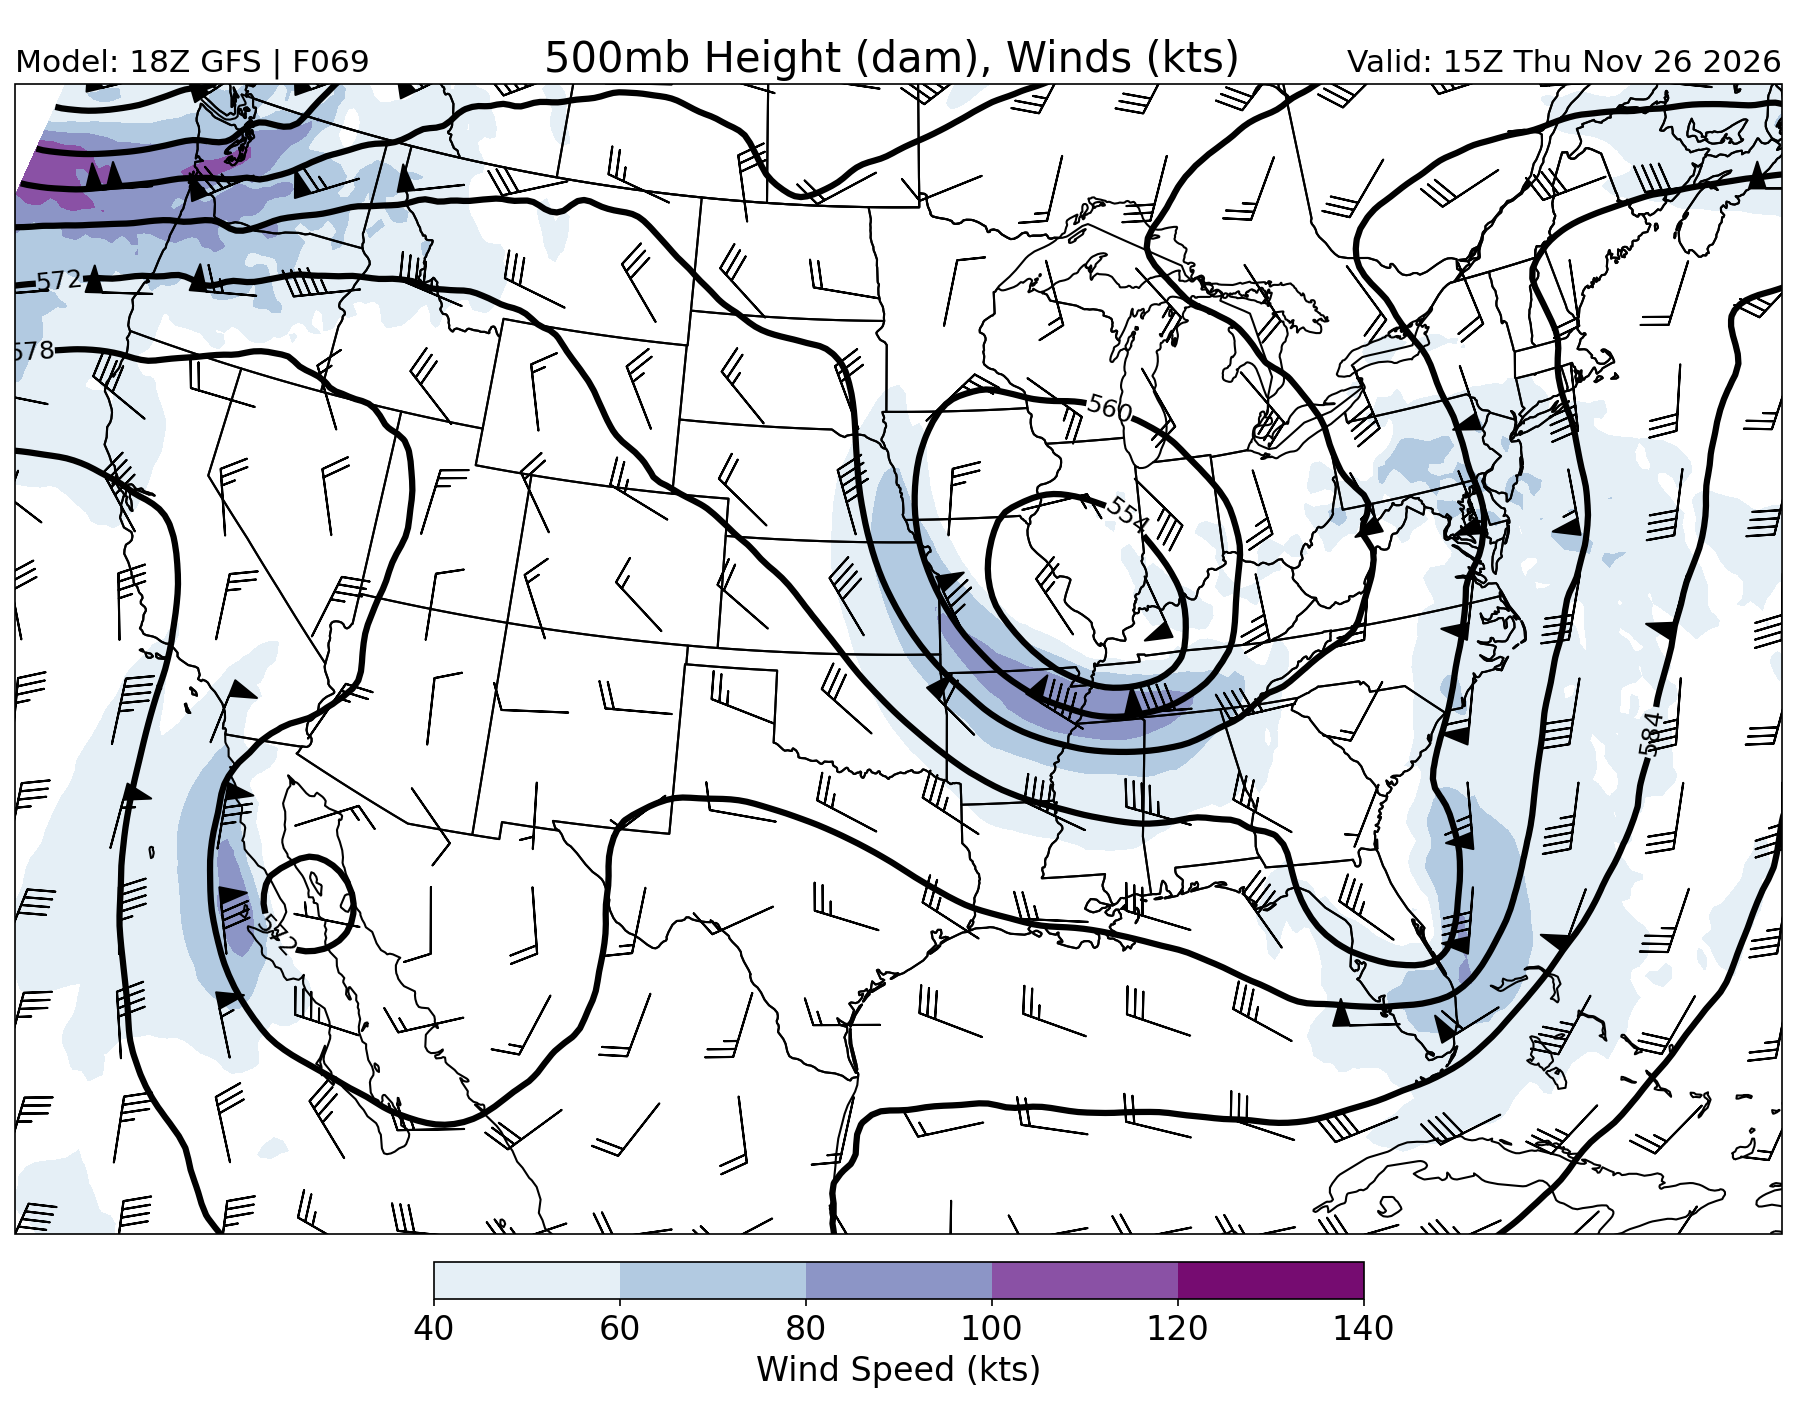 Model: 18Z GFS | F069
500mb Height (dam), Winds (kts)
Valid: 15Z Thu Nov 26 2026
572
578
560
554
584
572
40 60 80 100 120 140
Wind Speed (kts)